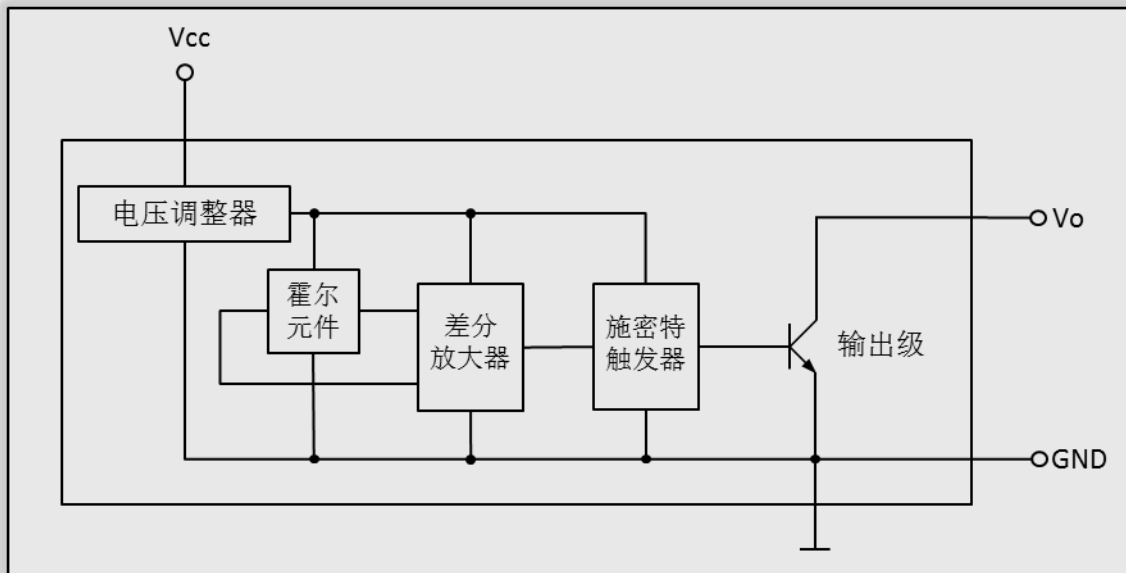 Vcc
电压调整器
霍尔
元件
差分
放大器
施密特
触发器
输出级
Vo
GND